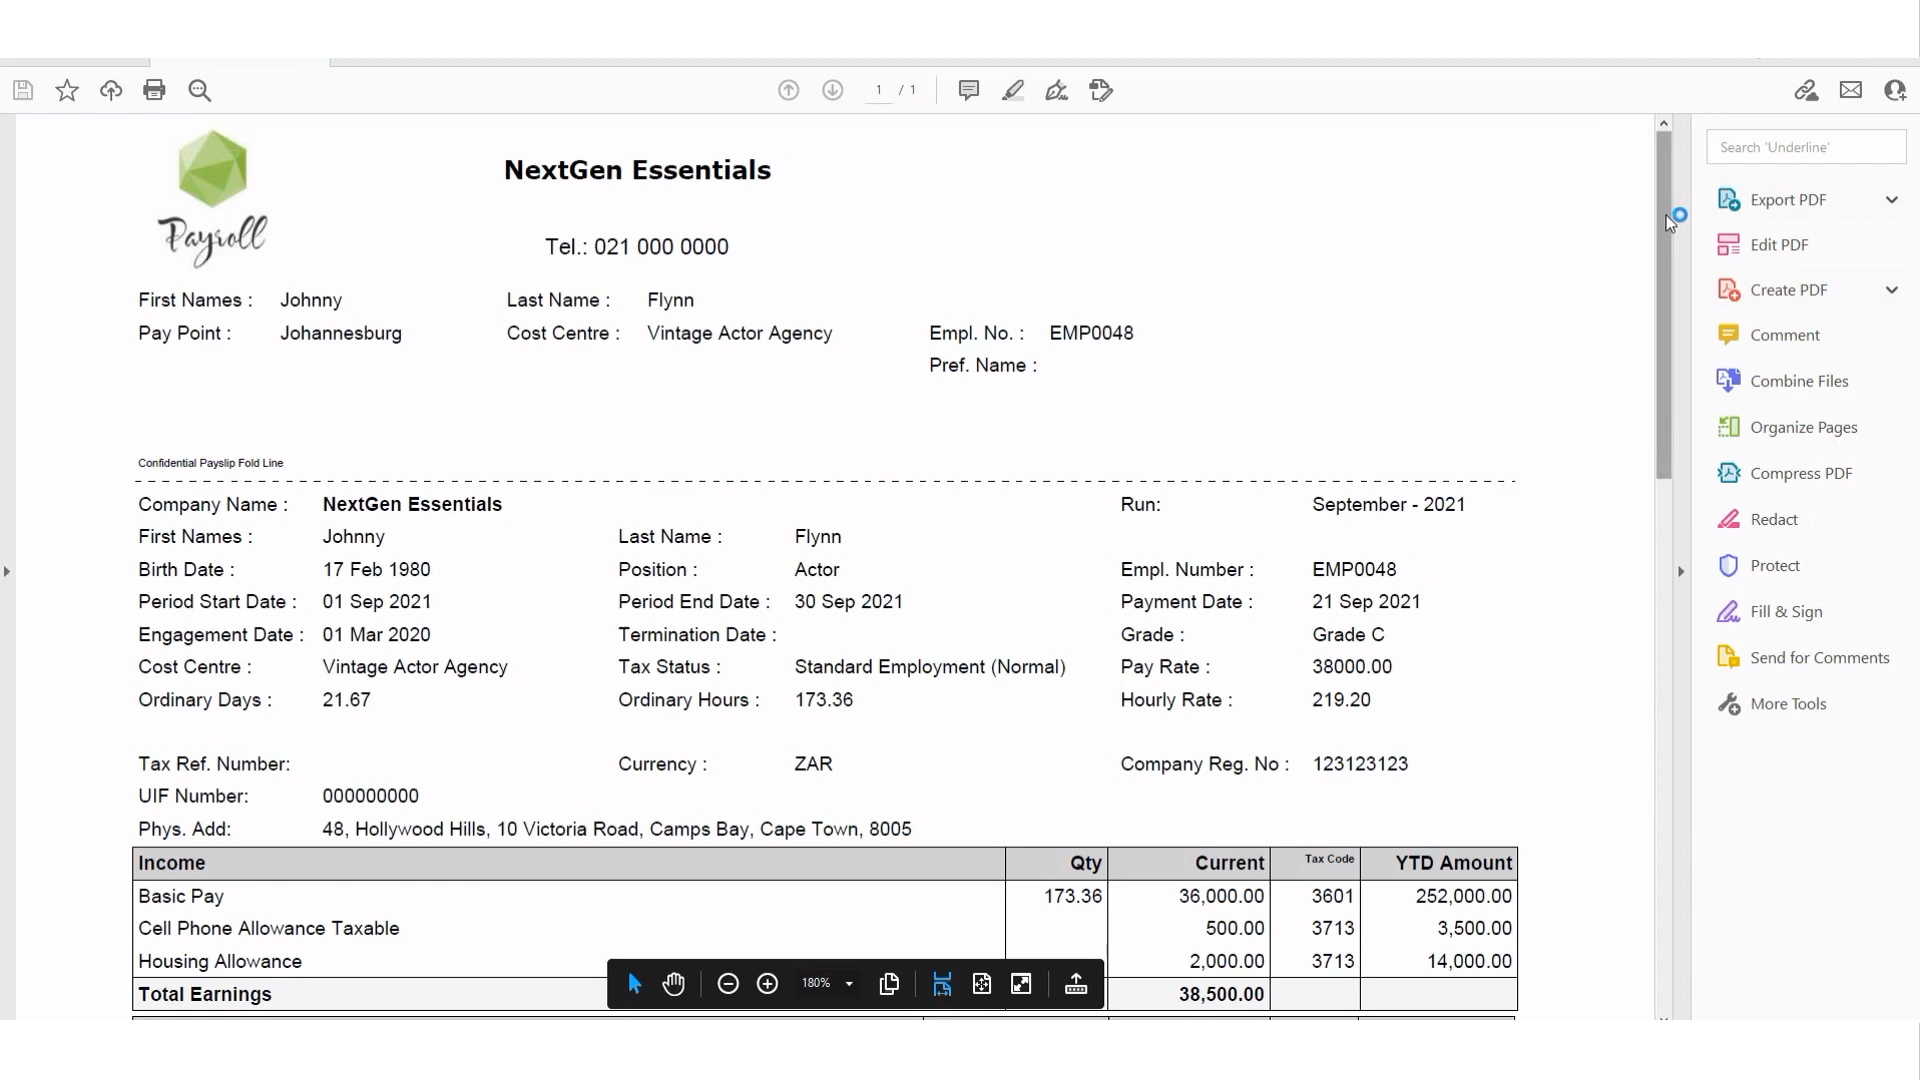 1 / 1
Search 'Underline'
Payroll
NextGen Essentials
Tel.: 021 000 0000
First Names : Johnny Last Name : Flynn
Pay Point : Johannesburg Cost Centre : Vintage Actor Agency Empl. No. : EMP0048
Pref. Name :
Confidential Payslip Fold Line
Company Name : NextGen Essentials Run: September - 2021
First Names : Johnny Last Name : Flynn
Birth Date : 17 Feb 1980 Position : Actor Empl. Number : EMP0048
Period Start Date : 01 Sep 2021 Period End Date : 30 Sep 2021 Payment Date : 21 Sep 2021
Engagement Date : 01 Mar 2020 Termination Date : Grade : Grade C
Cost Centre : Vintage Actor Agency Tax Status : Standard Employment (Normal) Pay Rate : 38000.00
Ordinary Days : 21.67 Ordinary Hours : 173.36 Hourly Rate : 219.20
Tax Ref. Number: Currency : ZAR Company Reg. No : 123123123
UIF Number: 000000000
Phys. Add: 48, Hollywood Hills, 10 Victoria Road, Camps Bay, Cape Town, 8005
Income Qty Current Tax Code YTD Amount
Basic Pay 173.36 36,000.00 3601 252,000.00
Cell Phone Allowance Taxable 500.00 3713 3,500.00
Housing Allowance 2,000.00 3713 14,000.00
Total Earnings 38,500.00
180%
Export PDF
Edit PDF
Create PDF
Comment
Combine Files
Organize Pages
Compress PDF
Redact
Protect
Fill & Sign
Send for Comments
More Tools